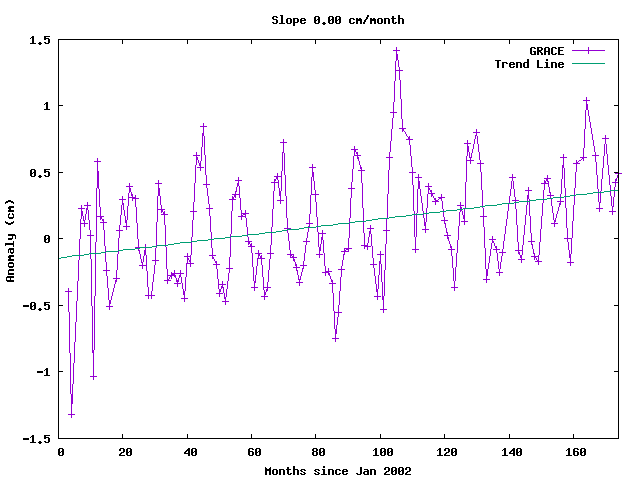 Slope 0.00 cm/month
GRACE
Trend Line
1.5
1
0.5
0
-0.5
-1
-1.5
Anomaly (cm)
0 20 40 60 80 100 120 140 160
Months since Jan 2002